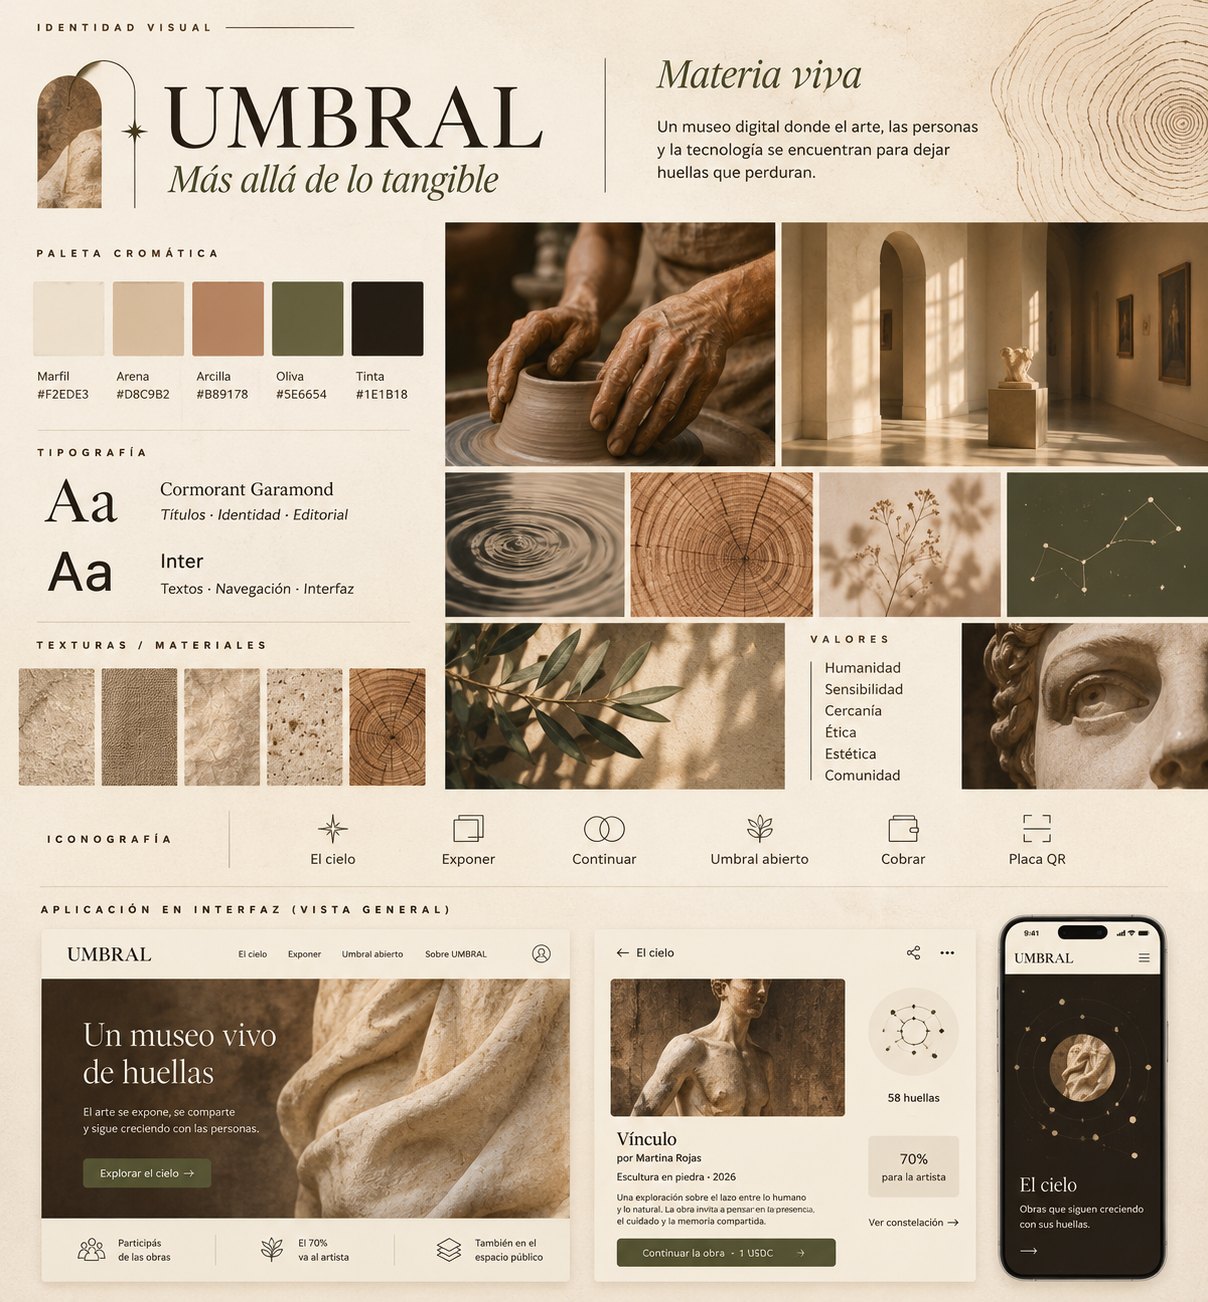 IDENTIDAD VISUAL
UMBRAL
Más allá de lo tangible
Materia viva
Un museo digital donde el arte, las personas
y la tecnología se encuentran para dejar
huellas que perduran.
PALETA CROMÁTICA
Marfil
#F2EDE3
Arena
#D8C9B2
Arcilla
#B89178
Oliva
#5E6654
Tinta
#1E1B18
TIPOGRAFÍA
Aa
Cormorant Garamond
Títulos · Identidad · Editorial
Aa
Inter
Textos · Navegación · Interfaz
TEXTURAS / MATERIALES
VALORES
Humanidad
Sensibilidad
Cercanía
Ética
Estética
Comunidad
ICONOGRAFÍA
El cielo
Exponer
Continuar
Umbral abierto
Cobrar
Placa QR
APLICACIÓN EN INTERFAZ (VISTA GENERAL)
UMBRAL
El cielo
Exponer
Umbral abierto
Sobre UMBRAL
Un museo vivo
de huellas
El arte se expone, se comparte
y sigue creciendo con las personas.
Explorar el cielo →
Participás
de las obras
El 70%
va al artista
También en el
espacio público
← El cielo
58 huellas
Vínculo
por Martina Rojas
Escultura en piedra • 2026
Una exploración sobre el lazo entre lo humano
y lo natural. La obra invita a pensar en la presencia,
el cuidado y la memoria compartida.
70%
para la artista
Ver constelación →
Continuar la obra - 1 USDC →
9:41
UMBRAL
El cielo
Obras que siguen creciendo
con sus huellas.
→